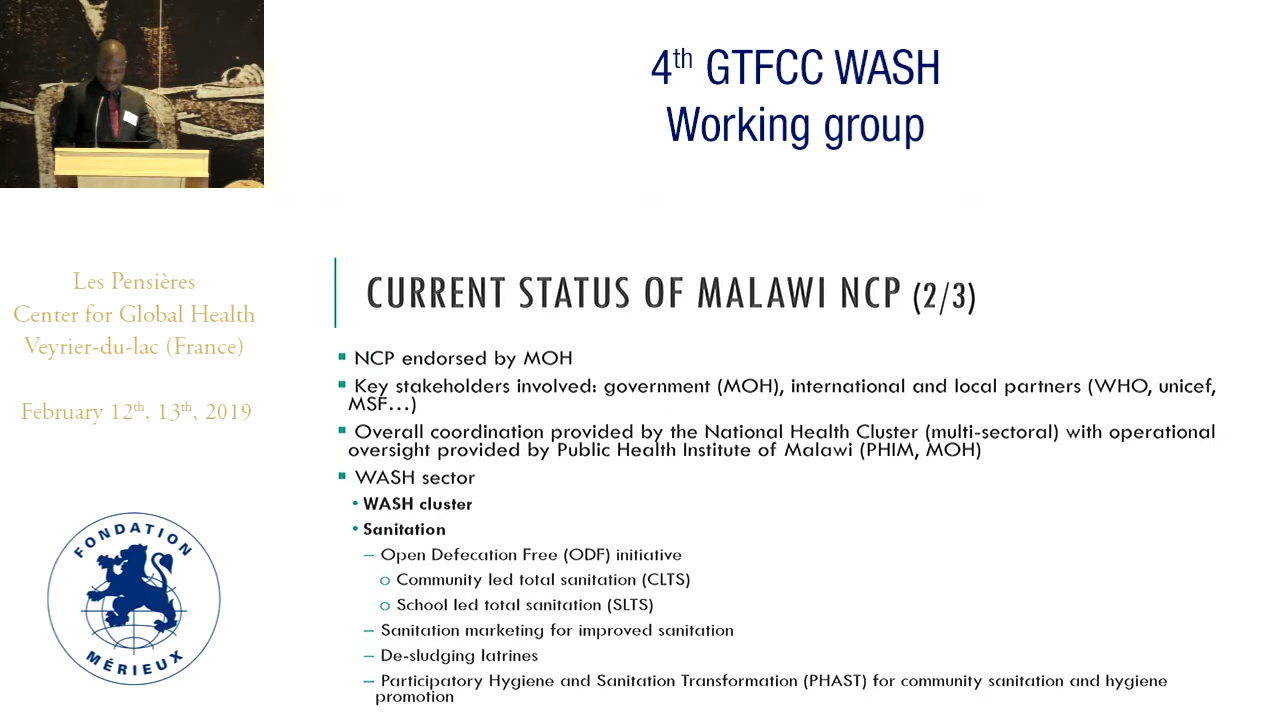 4th GTFCC WASH
Working group
Les Pensières
Center for Global Health
Veyrier-du-lac (France)
February 12th, 13th, 2019
FONDATION
MÉRIEUX
CURRENT STATUS OF MALAWI NCP (2/3)
▪ NCP endorsed by MOH
▪ Key stakeholders involved: government (MOH), international and local partners (WHO, unicef,
MSF…)
▪ Overall coordination provided by the National Health Cluster (multi-sectoral) with operational
oversight provided by Public Health Institute of Malawi (PHIM, MOH)
▪ WASH sector
• WASH cluster
• Sanitation
– Open Defecation Free (ODF) initiative
o Community led total sanitation (CLTS)
o School led total sanitation (SLTS)
– Sanitation marketing for improved sanitation
– De-sludging latrines
– Participatory Hygiene and Sanitation Transformation (PHAST) for community sanitation and hygiene
promotion